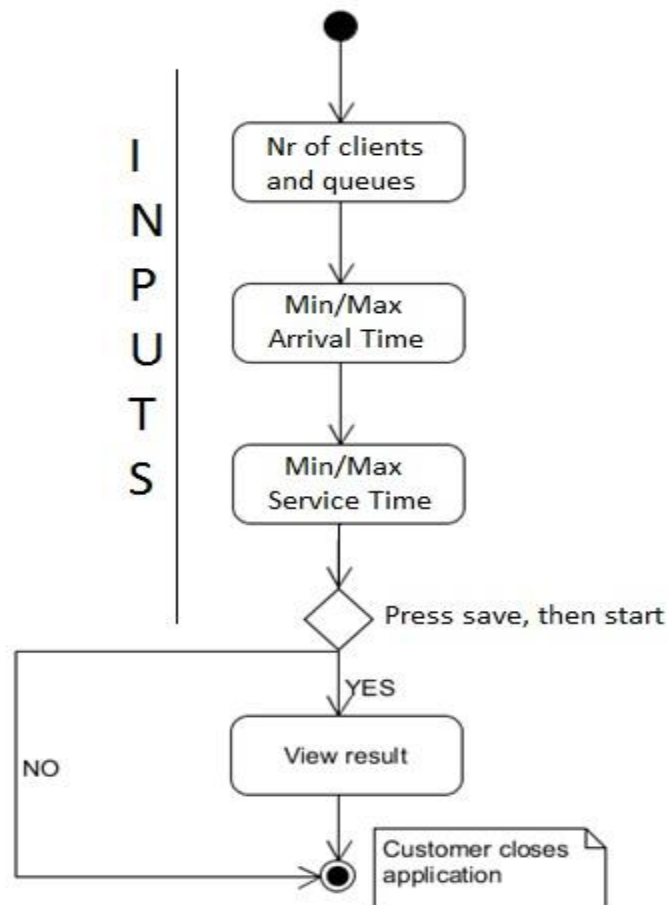 INPUTS
Nr of clients
and queues
Min/Max
Arrival Time
Min/Max
Service Time
Press save, then start
YES
View result
NO
Customer closes
application